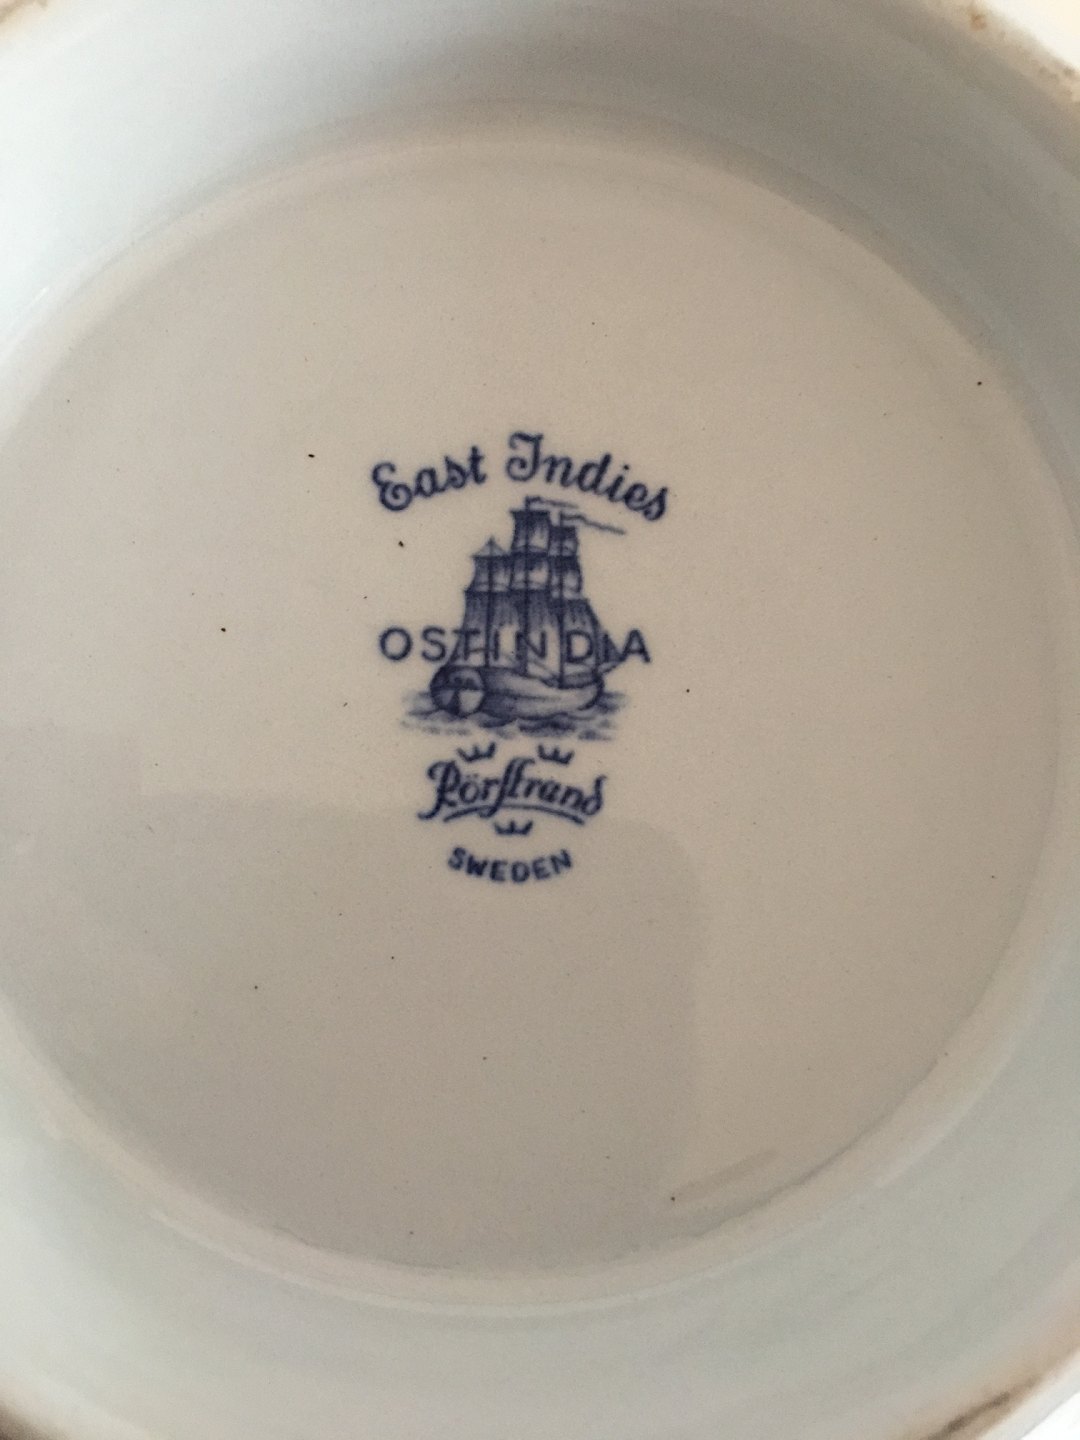 East Indies
OSTINDIA
Rörstrand
SWEDEN